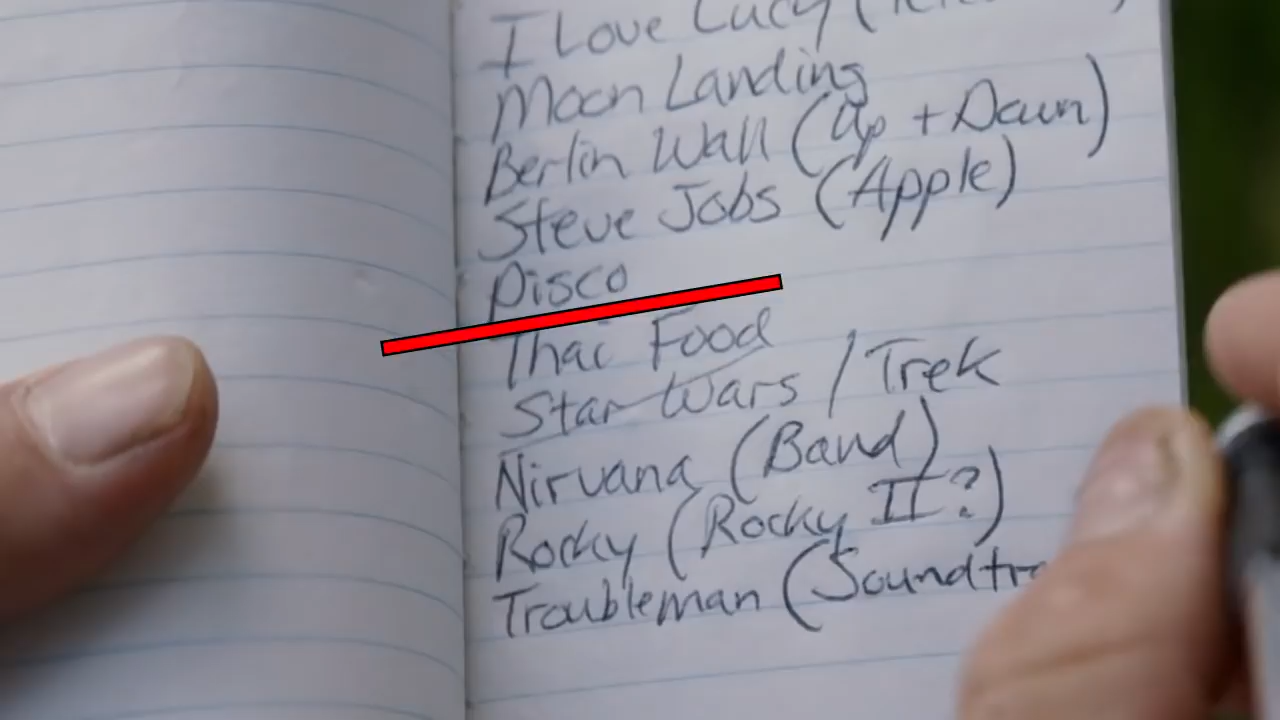 I Love Lucy
Moon Landing
Berlin Wall (Up + Down)
Steve Jobs (Apple)
Disco
Thai Food
Star Wars / Trek
Nirvana (Band)
Rocky (Rocky II?)
Troubleman (Soundtra